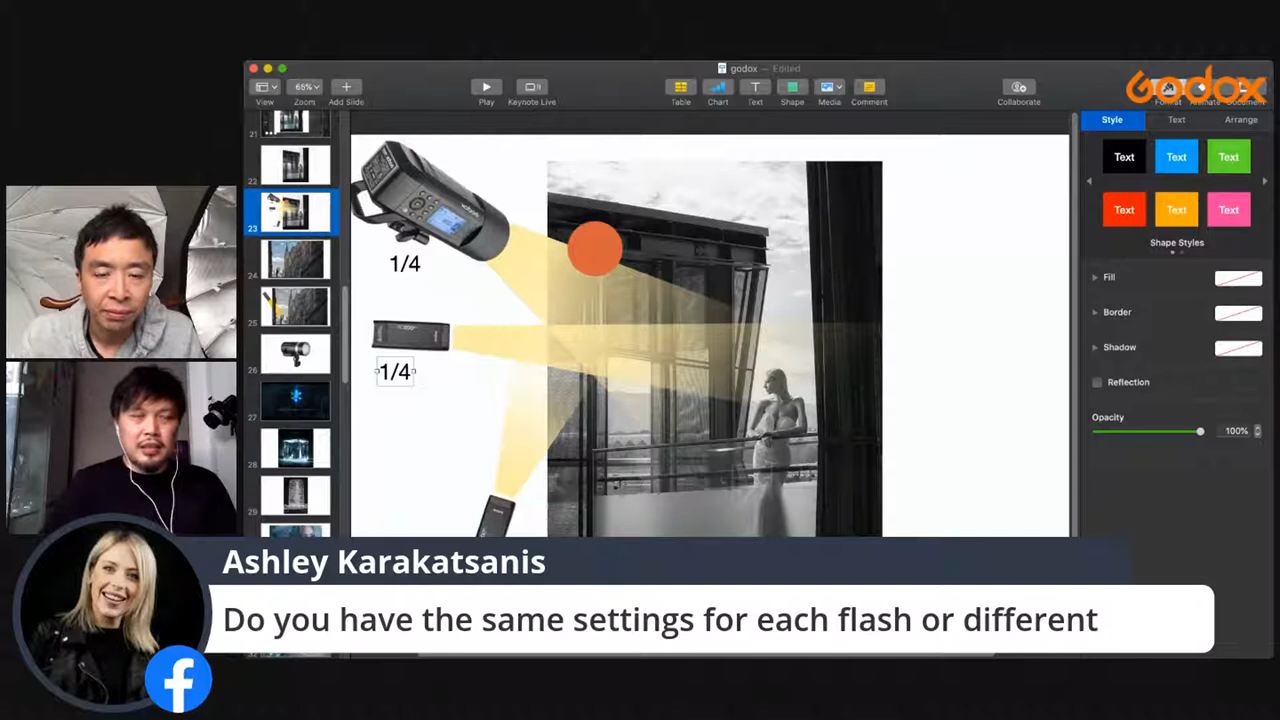 godox — Edited
Godox
View
65%
Zoom
Add Slide
Play
Keynote Live
Table
Chart
Text
Shape
Media
Comment
Collaborate
Format
Animate
Document
Style
Text
Arrange
21
22
23
24
25
26
27
28
29
Text
Text
Text
Text
Text
Text
Shape Styles
Fill
Border
Shadow
Reflection
Opacity
100%
1/4
1/4
Ashley Karakatsanis
Do you have the same settings for each flash or different